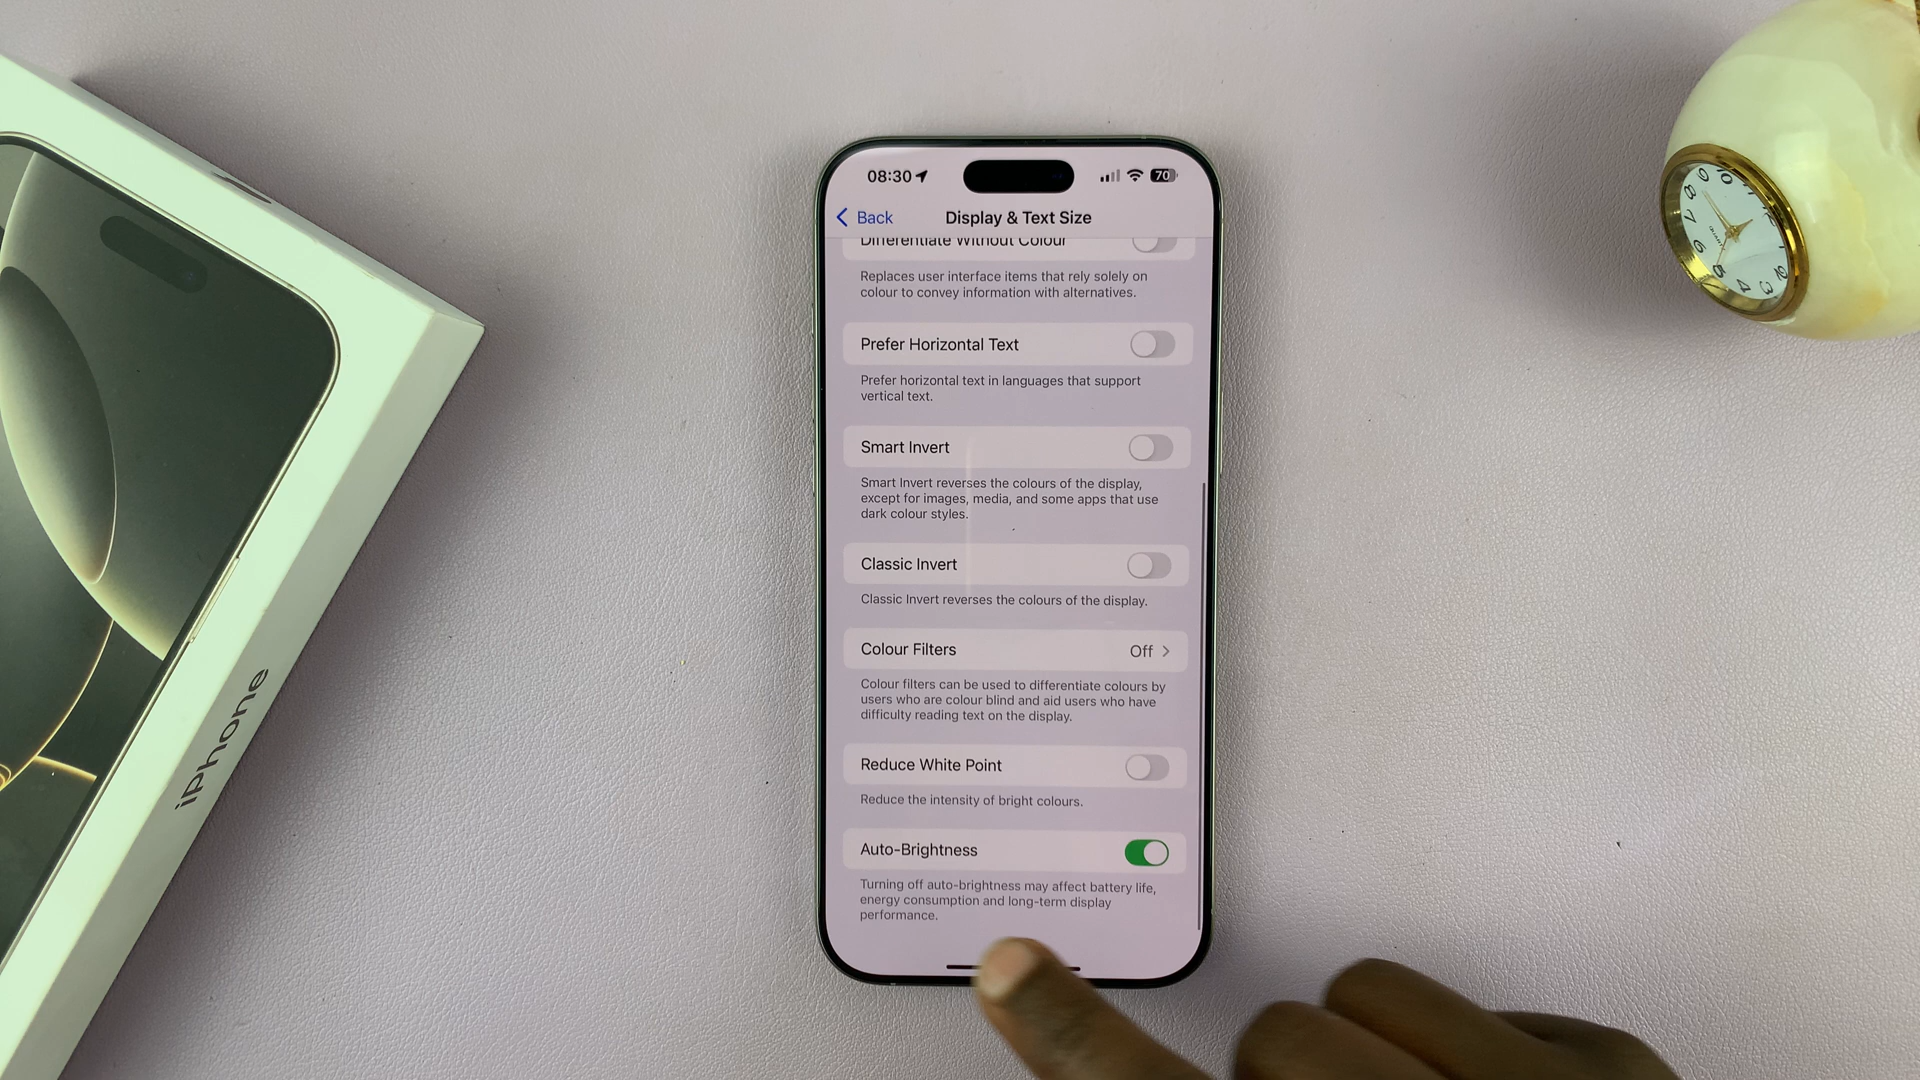 08:30
70
Back
Display & Text Size
Differentiate Without Colour
Replaces user interface items that rely solely on
colour to convey information with alternatives.
Prefer Horizontal Text
Prefer horizontal text in languages that support
vertical text.
Smart Invert
Smart Invert reverses the colours of the display,
except for images, media, and some apps that use
dark colour styles.
Classic Invert
Classic Invert reverses the colours of the display.
Colour Filters
Off
Colour filters can be used to differentiate colours by
users who are colour blind and aid users who have
difficulty reading text on the display.
Reduce White Point
Reduce the intensity of bright colours.
Auto-Brightness
Turning off auto-brightness may affect battery life,
energy consumption and long-term display
performance.
iPhone